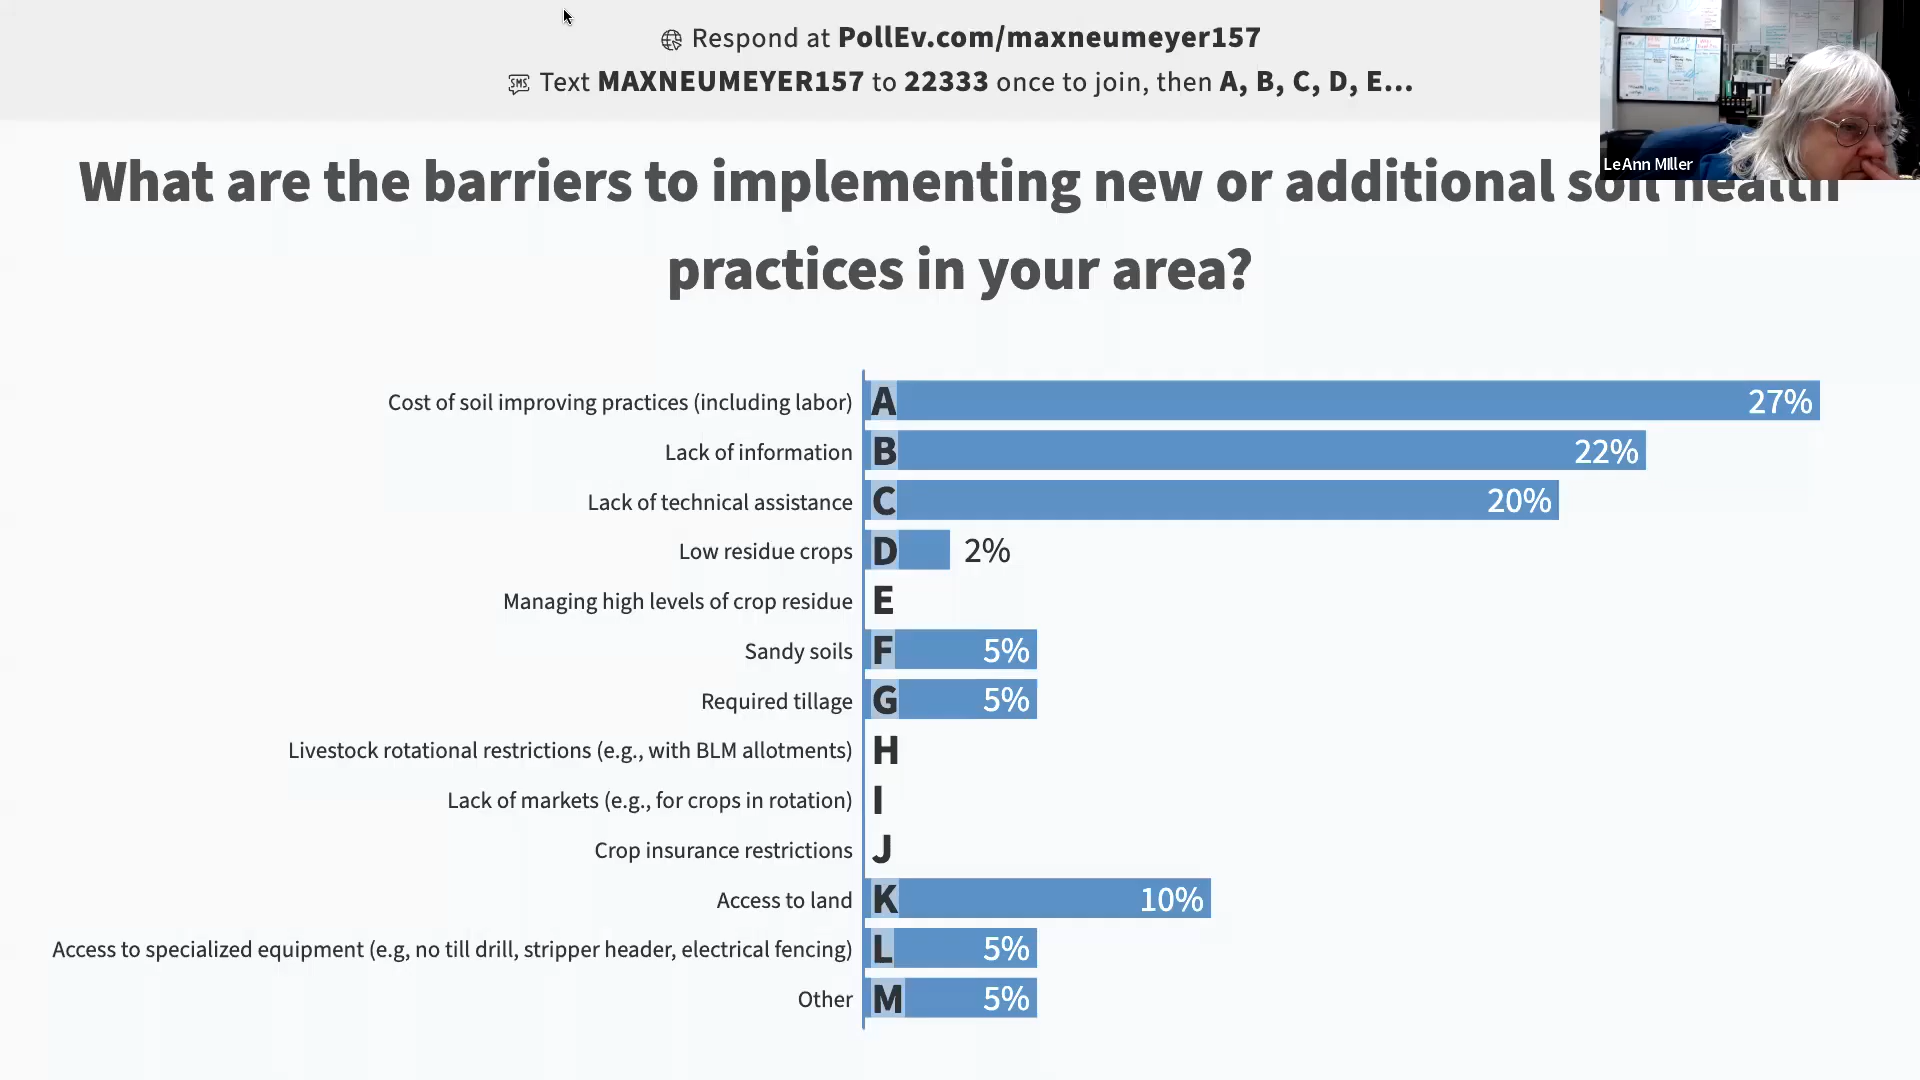 Respond at PollEv.com/maxneumeyer157
SMS Text MAXNEUMEYER157 to 22333 once to join, then A, B, C, D, E...
LeAnn MIller
What are the barriers to implementing new or additional soil health
practices in your area?
Cost of soil improving practices (including labor) A 27%
Lack of information B 22%
Lack of technical assistance C 20%
Low residue crops D 2%
Managing high levels of crop residue E
Sandy soils F 5%
Required tillage G 5%
Livestock rotational restrictions (e.g., with BLM allotments) H
Lack of markets (e.g., for crops in rotation) I
Crop insurance restrictions J
Access to land K 10%
Access to specialized equipment (e.g, no till drill, stripper header, electrical fencing) L 5%
Other M 5%